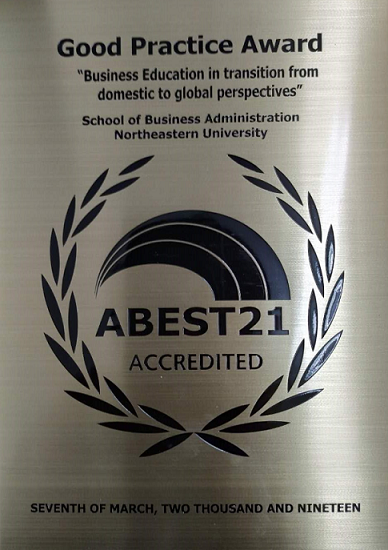 Good Practice Award
"Business Education in transition from
domestic to global perspectives"
School of Business Administration
Northeastern University
ABEST21
ACCREDITED
SEVENTH OF MARCH, TWO THOUSAND AND NINETEEN